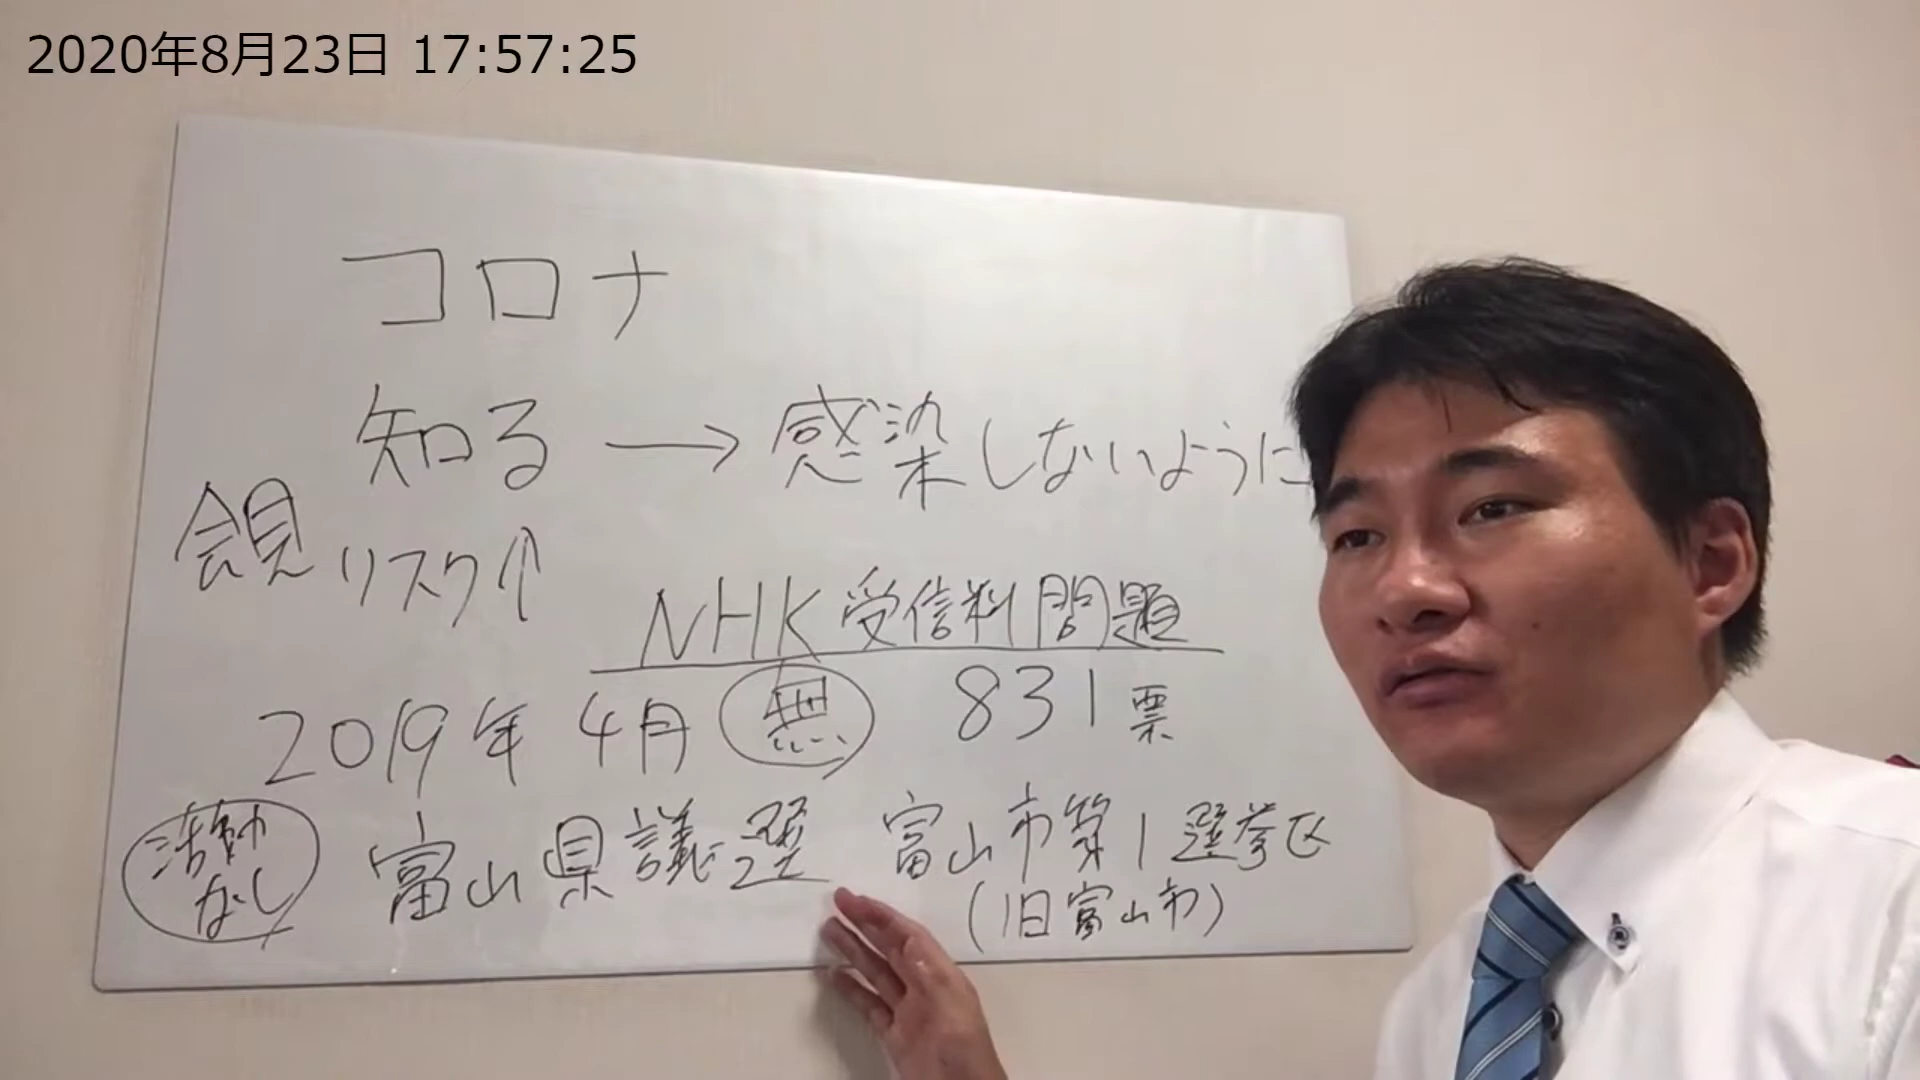 2020年8月23日 17:57:25
コロナ
知る → 感染しないように
会見 リスク↑
NHK受信料問題
2019年4月 無 831票
活動なし
富山県議選 富山市第1選挙区
(旧富山市)